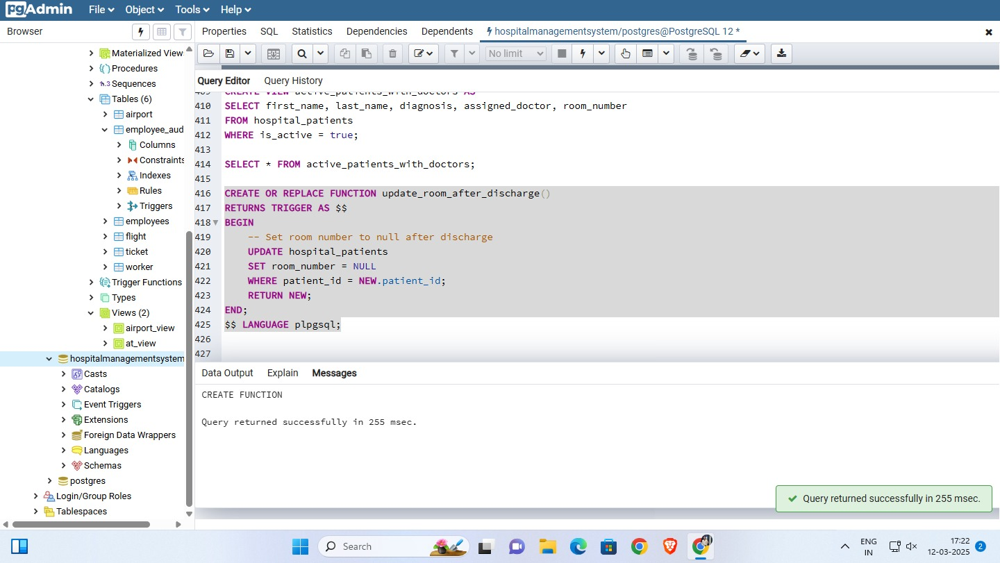 pgAdmin File Object Tools Help
Browser
Properties SQL Statistics Dependencies Dependents hospitalmanagementsystem/postgres@PostgreSQL 12 *
No limit
Query Editor Query History
Materialized Views
Procedures
1..3 Sequences
Tables (6)
airport
employee_aud
Columns
Constraints
Indexes
Rules
Triggers
employees
flight
ticket
worker
Trigger Functions
Types
Views (2)
airport_view
at_view
hospitalmanagementsystem
Casts
Catalogs
Event Triggers
Extensions
Foreign Data Wrappers
Languages
Schemas
postgres
Login/Group Roles
Tablespaces
409 CREATE VIEW active_patients_with_doctors AS
410 SELECT first_name, last_name, diagnosis, assigned_doctor, room_number
411 FROM hospital_patients
412 WHERE is_active = true;
413
414 SELECT * FROM active_patients_with_doctors;
415
416 CREATE OR REPLACE FUNCTION update_room_after_discharge()
417 RETURNS TRIGGER AS $$
418 BEGIN
419 -- Set room number to null after discharge
420 UPDATE hospital_patients
421 SET room_number = NULL
422 WHERE patient_id = NEW.patient_id;
423 RETURN NEW;
424 END;
425 $$ LANGUAGE plpgsql;
426
427
Data Output Explain Messages
CREATE FUNCTION
Query returned successfully in 255 msec.
Query returned successfully in 255 msec.
Search
ENG
IN
17:22
12-03-2025
2